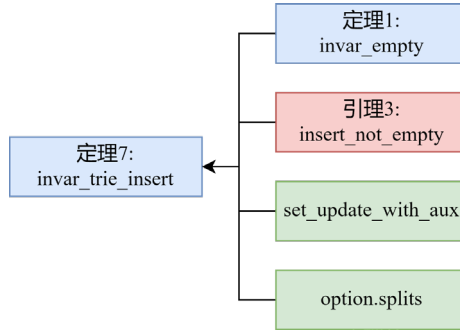 定理1:
invar_empty
引理3:
insert_not_empty
定理7:
invar_trie_insert
set_update_with_aux
option.splits